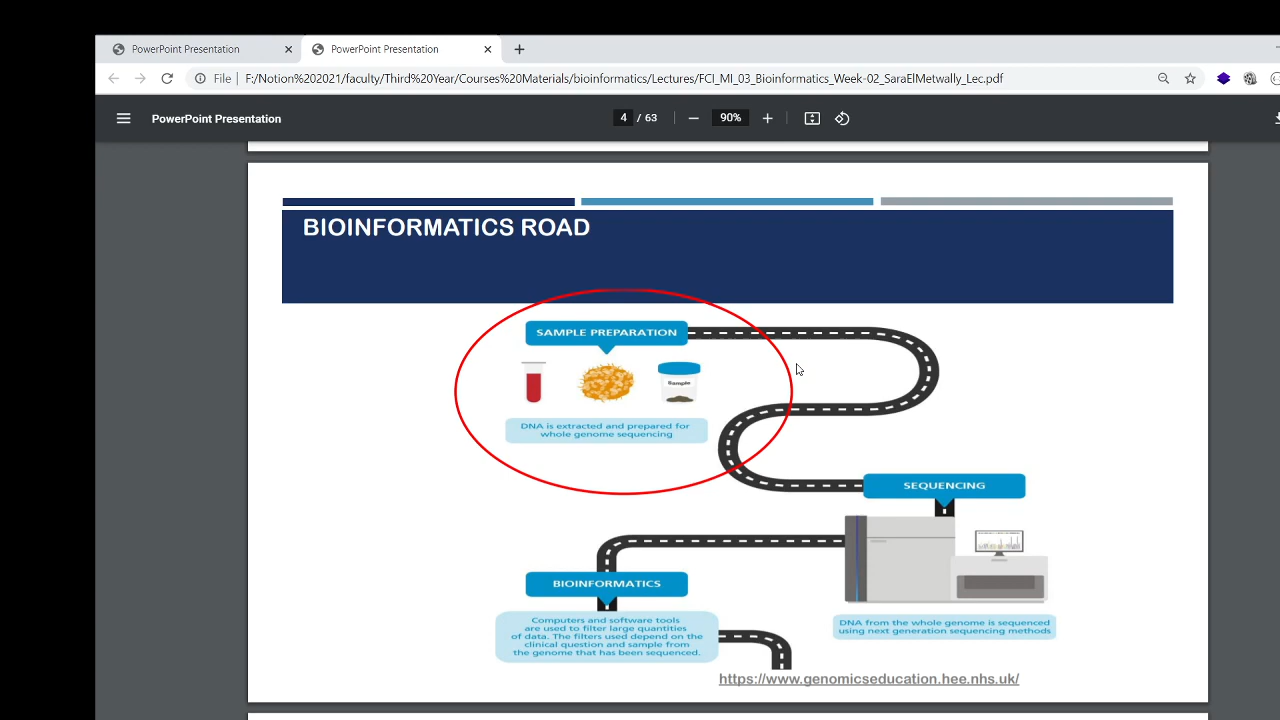 PowerPoint Presentation
PowerPoint Presentation
File | F:/Notion%202021/faculty/Third%20Year/Courses%20Materials/bioinformatics/Lectures/FCI_MI_03_Bioinformatics_Week-02_SaraElMetwally_Lec.pdf
PowerPoint Presentation
4 / 63
90%
BIOINFORMATICS ROAD
SAMPLE PREPARATION
Sample
DNA is extracted and prepared for
whole genome sequencing
SEQUENCING
DNA from the whole genome is sequenced
using next generation sequencing methods
BIOINFORMATICS
Computers and software tools
are used to filter large quantities
of data. The filters used depend on the
clinical question and sample from
the genome that has been sequenced.
https://www.genomicseducation.hee.nhs.uk/